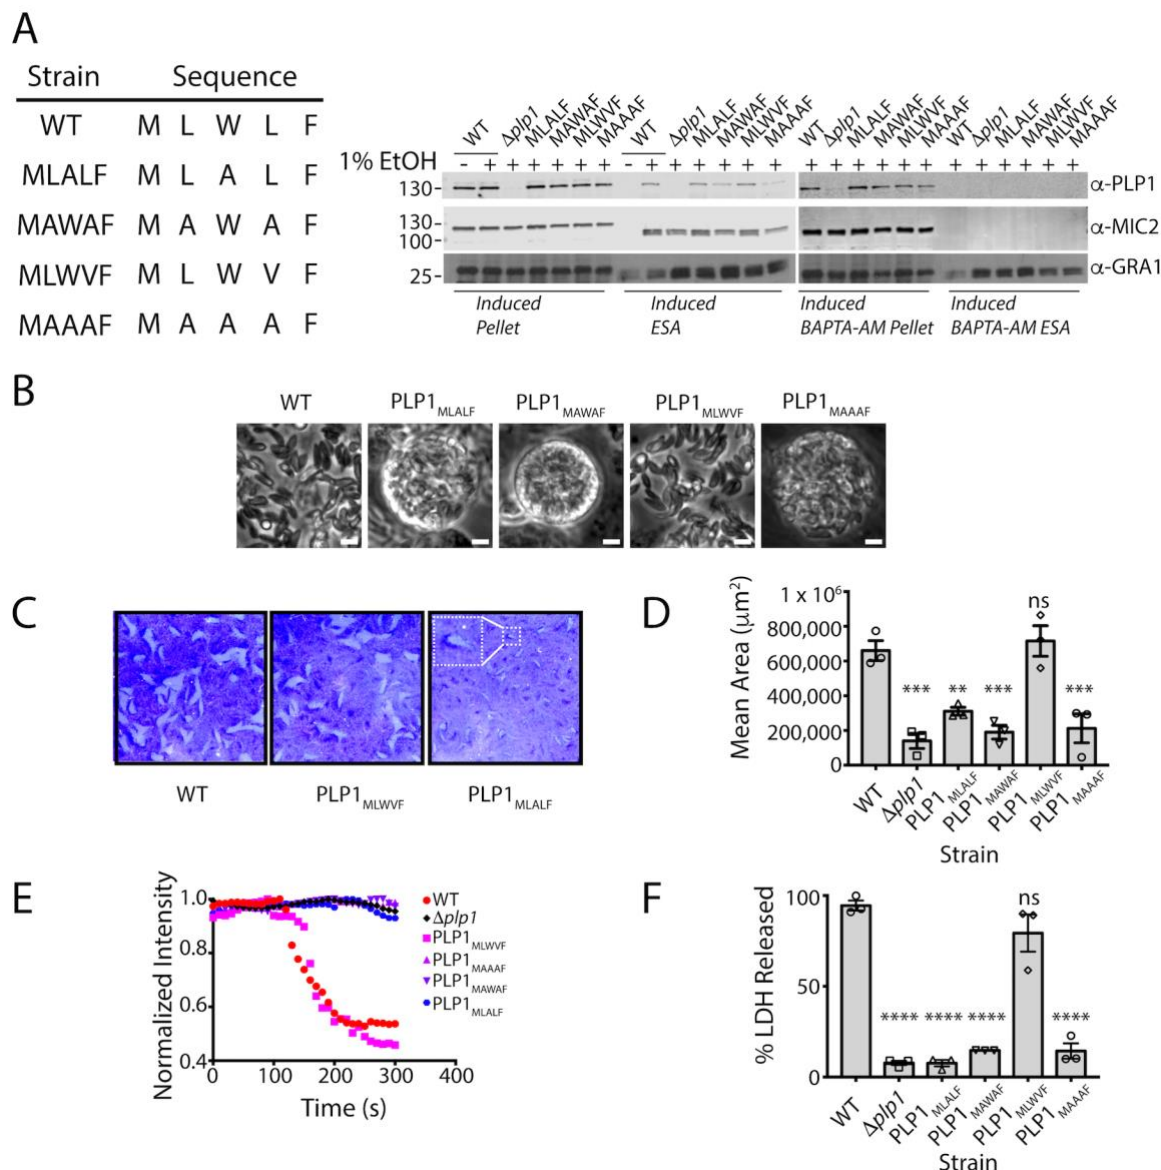 A
Strain Sequence
WT M L W L F
MLALF M L A L F
MAWAF M A W A F
MLWVF M L W V F
MAAAF M A A A F
WT Δplp1 MLALF MAWAF MLWVF MAAAF WT Δplp1 MLALF MAWAF MLWVF MAAAF WT Δplp1 MLALF MAWAF MLWVF MAAAF WT Δplp1 MLALF MAWAF MLWVF MAAAF
1% EtOH - + + + + + + - + + + + + + + + + + + + + + + + + +
130- α-PLP1
130-
100- α-MIC2
25- α-GRA1
Induced Pellet
Induced ESA
Induced BAPTA-AM Pellet
Induced BAPTA-AM ESA
B
WT PLP1MLALF PLP1MAWAF PLP1MLWVF PLP1MAAAF
C
WT PLP1MLWVF PLP1MLALF
D
Mean Area (μm²)
1 x 10⁶
800,000
600,000
400,000
200,000
0
*** ** *** ns ***
WT Δplp1 PLP1MLALF PLP1MAWAF PLP1MLWVF PLP1MAAAF
Strain
E
Normalized Intensity
1.0
0.8
0.6
0.4
0 100 200 300 400
Time (s)
WT
Δplp1
PLP1MLWVF
PLP1MAAAF
PLP1MAWAF
PLP1MLALF
F
% LDH Released
100
50
0
**** **** **** ns ****
WT Δplp1 PLP1MLALF PLP1MAWAF PLP1MLWVF PLP1MAAAF
Strain